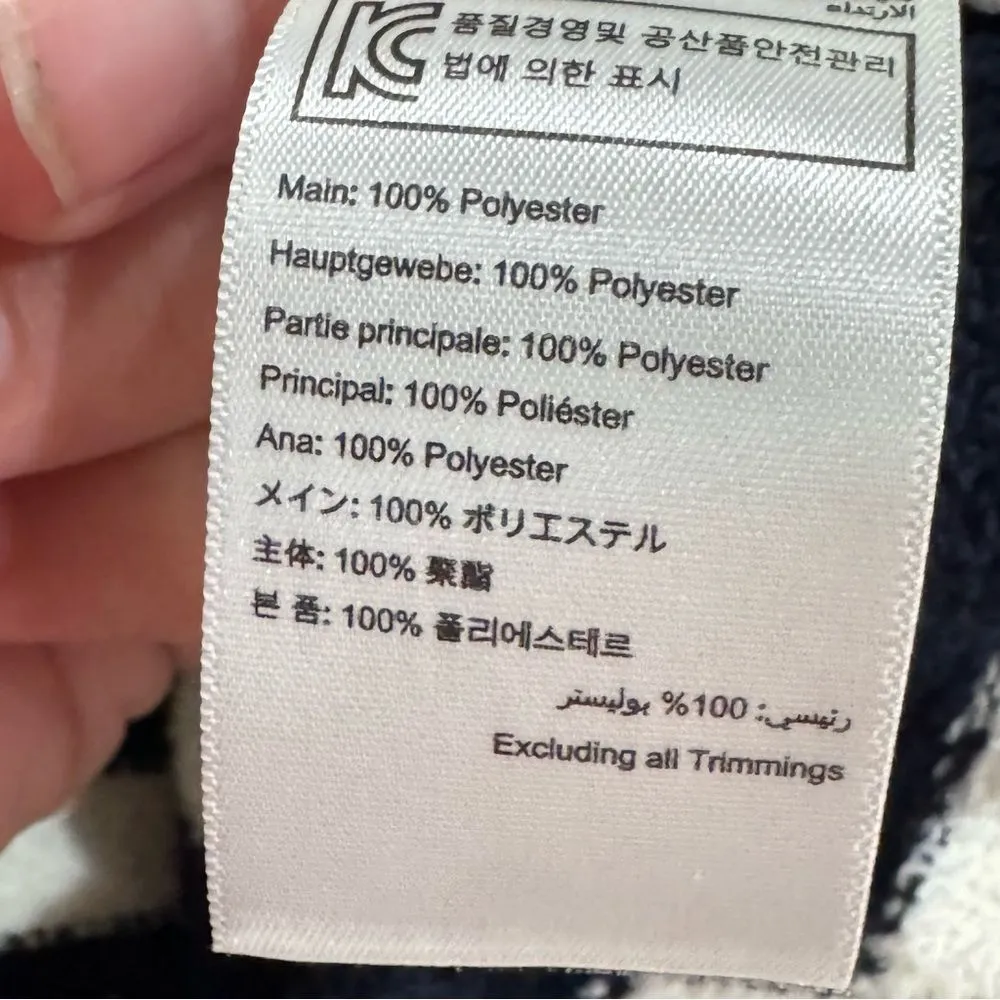 الارتداء
KC 품질경영및 공산품안전관리
법에 의한 표시
Main: 100% Polyester
Hauptgewebe: 100% Polyester
Partie principale: 100% Polyester
Principal: 100% Poliéster
Ana: 100% Polyester
メイン: 100% ポリエステル
主体: 100% 聚酯
본 품: 100% 폴리에스테르
رئيسي: 100% بوليستر
Excluding all Trimmings